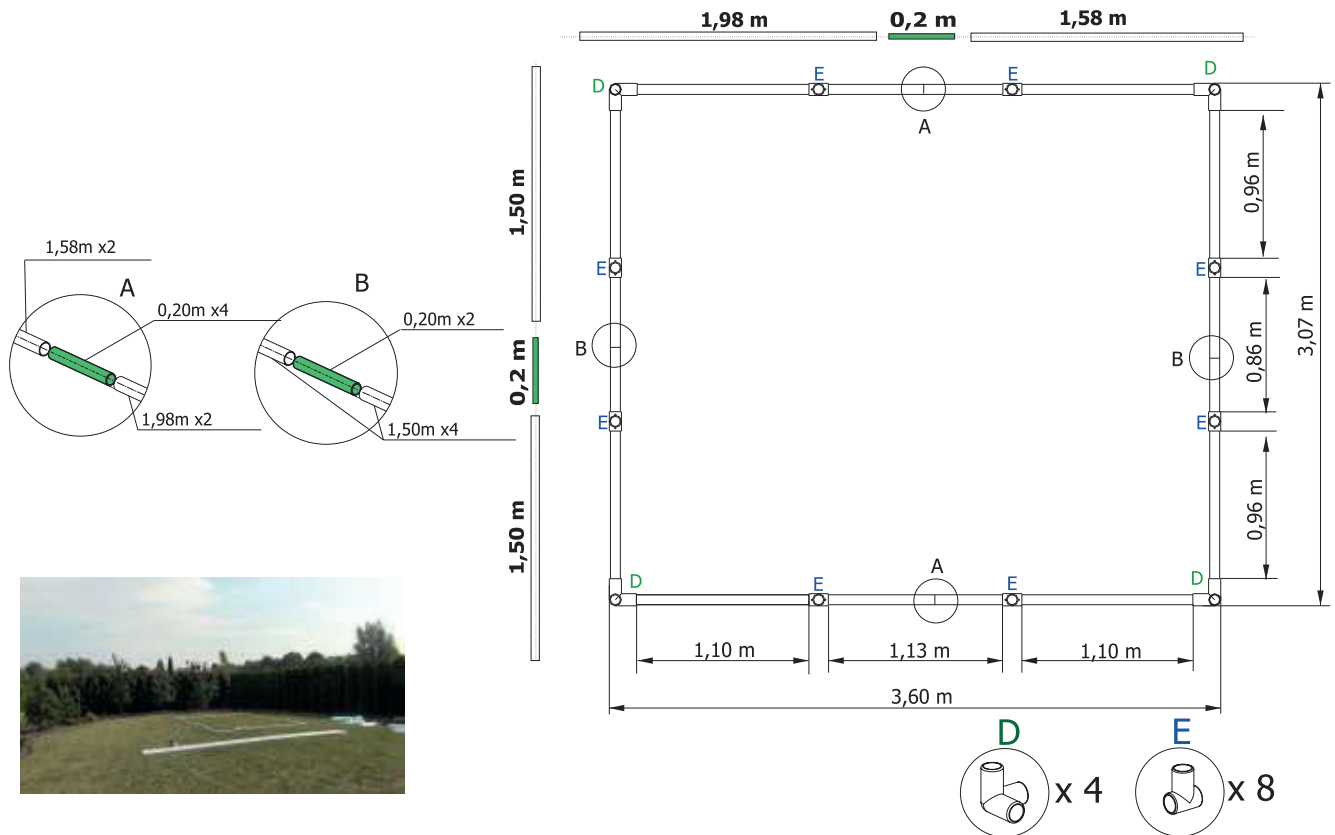 1,98 m 0,2 m 1,58 m
D E E D
A
1,50 m
0,2 m
1,50 m
1,58m x2
A
0,20m x4
1,98m x2
B
0,20m x2
1,50m x4
E E
B B
E E
0,96 m
0,86 m
0,96 m
3,07 m
D E A E D
1,10 m 1,13 m 1,10 m
3,60 m
D E
x 4 x 8